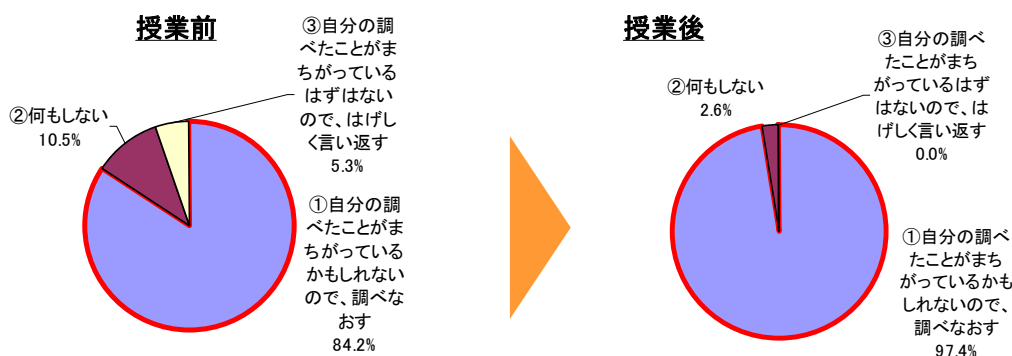 授業前
③自分の調
べたことがま
ちがっている
はずはない
ので、はげし
く言い返す
5.3%
②何もしない
10.5%
①自分の調
べたことがま
ちがっている
かもしれない
ので、調べな
おす
84.2%
授業後
③自分の調べ
たことがまち
がっているはず
はないので、は
げしく言い返す
0.0%
②何もしない
2.6%
①自分の調べ
たことがまち
がっているかも
しれないので、
調べなおす
97.4%